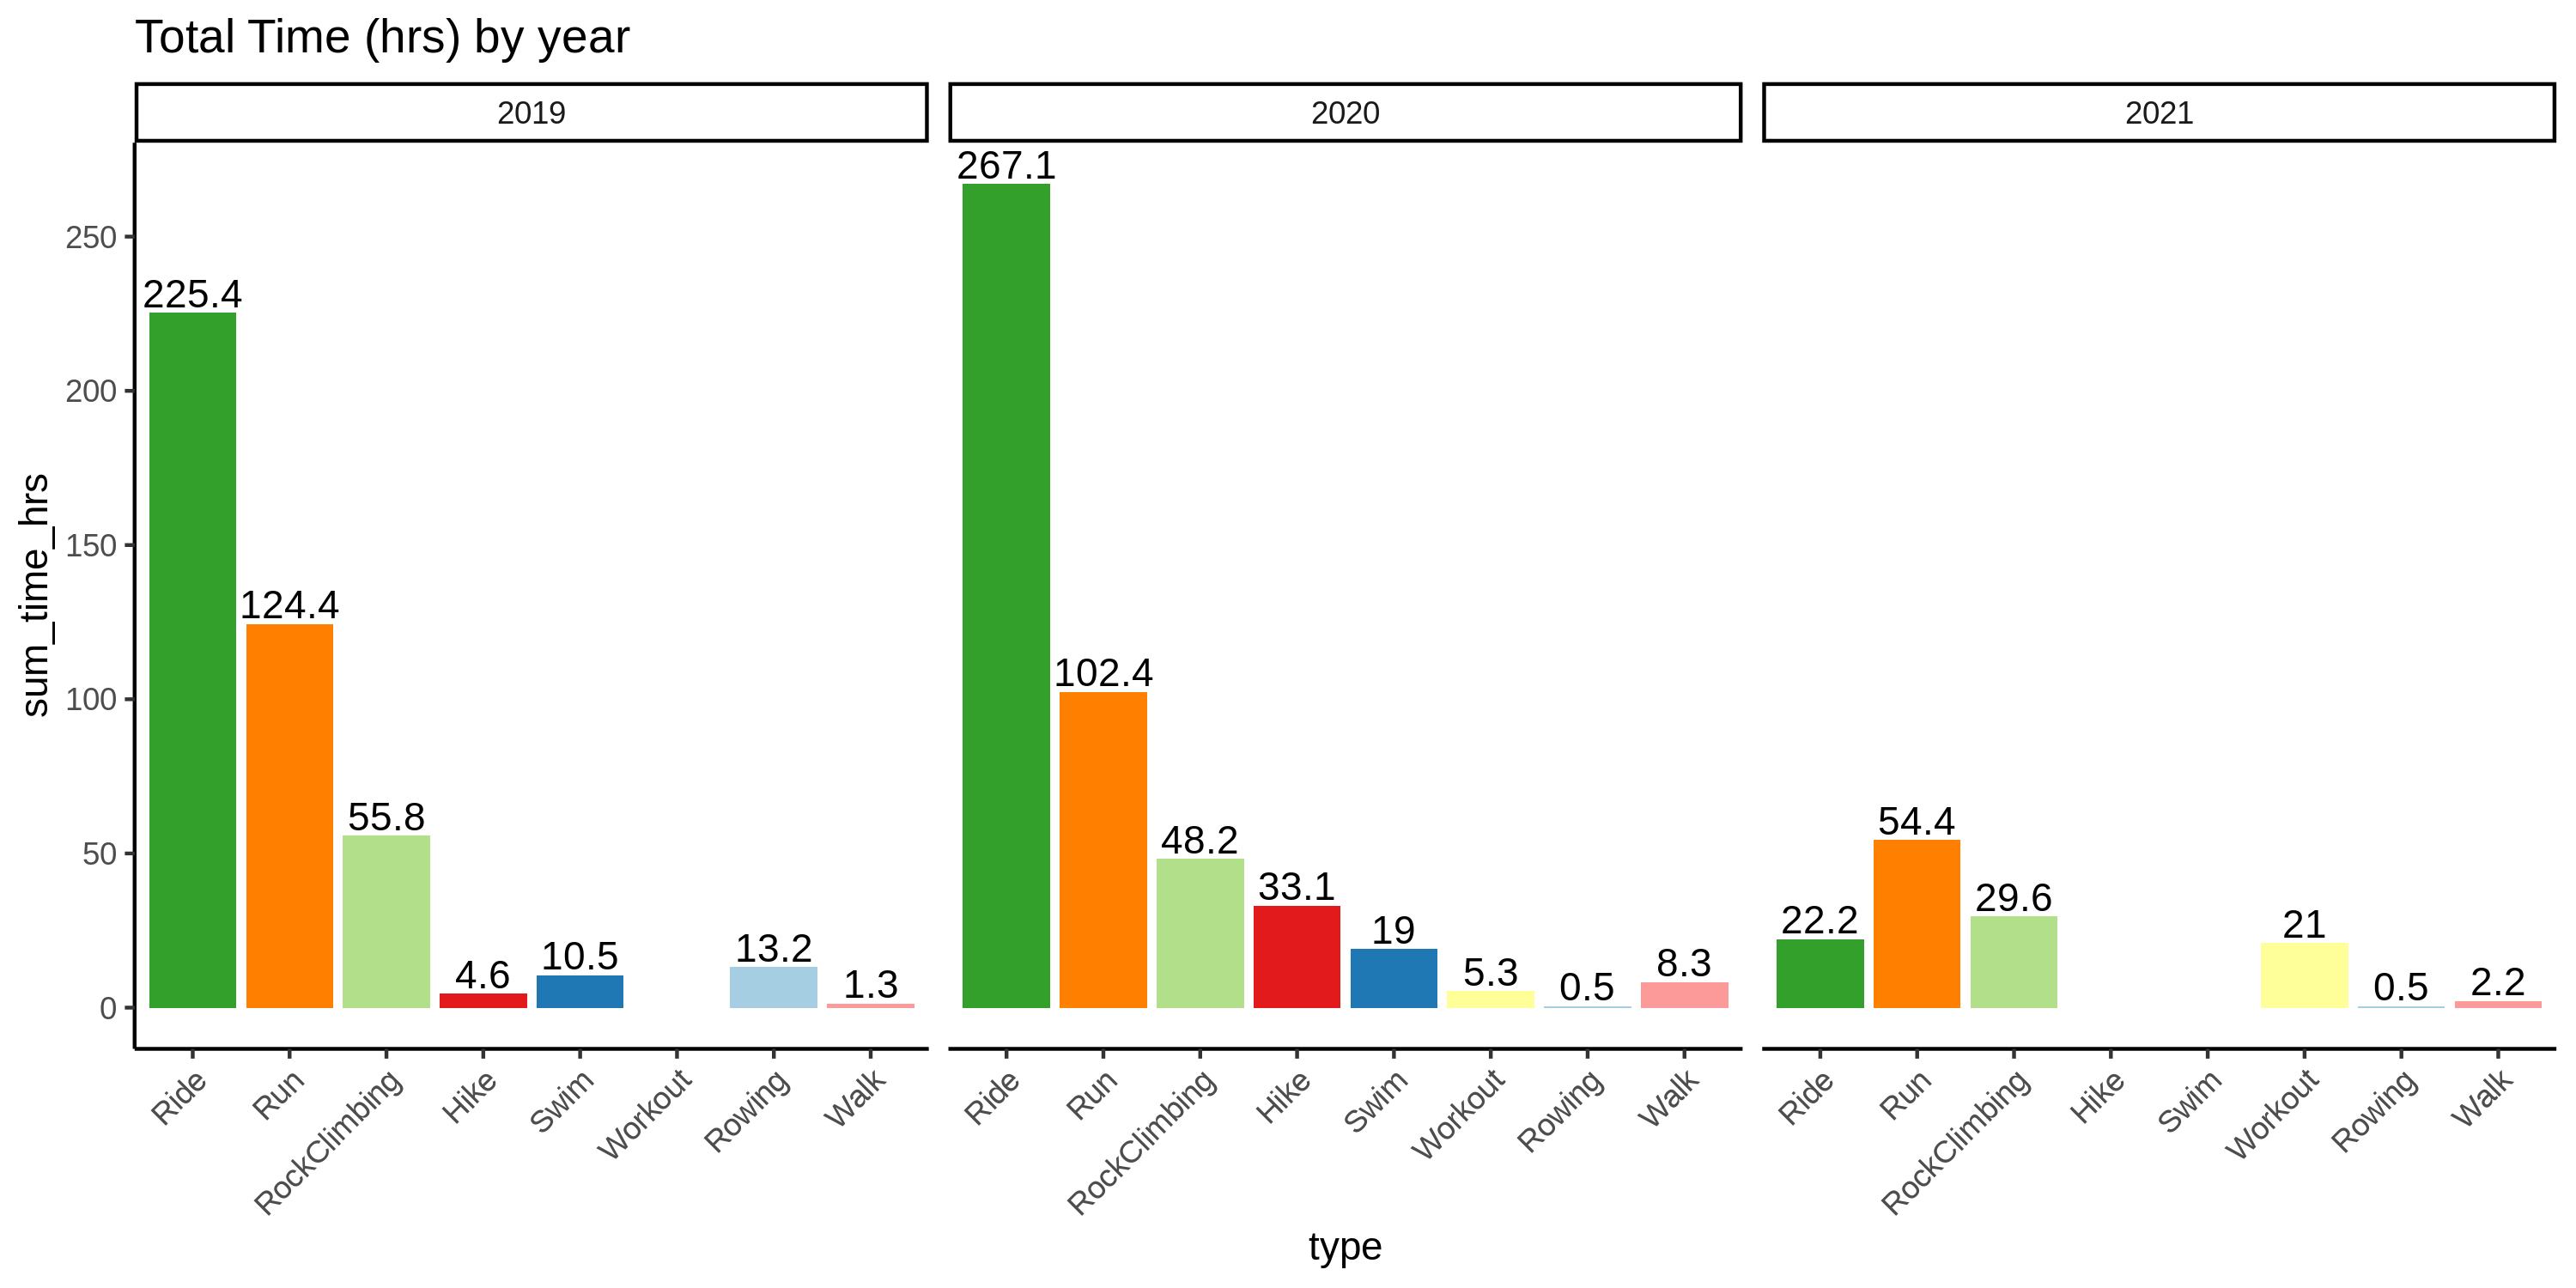 Total Time (hrs) by year
2019
2020
2021
sum_time_hrs
250
200
150
100
50
0
225.4
124.4
55.8
4.6
10.5
13.2
1.3
267.1
102.4
48.2
33.1
19
5.3
0.5
8.3
22.2
54.4
29.6
21
0.5
2.2
Ride
Run
RockClimbing
Hike
Swim
Workout
Rowing
Walk
Ride
Run
RockClimbing
Hike
Swim
Workout
Rowing
Walk
Ride
Run
RockClimbing
Hike
Swim
Workout
Rowing
Walk
type